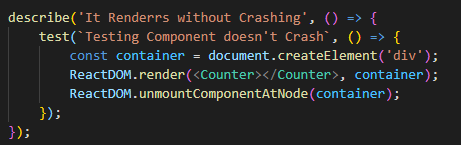 describe('It Renderrs without Crashing', () => {
    test(`Testing Component doesn't Crash`, () => {
        const container = document.createElement('div');
        ReactDOM.render(<Counter></Counter>, container);
        ReactDOM.unmountComponentAtNode(container);
    });
});